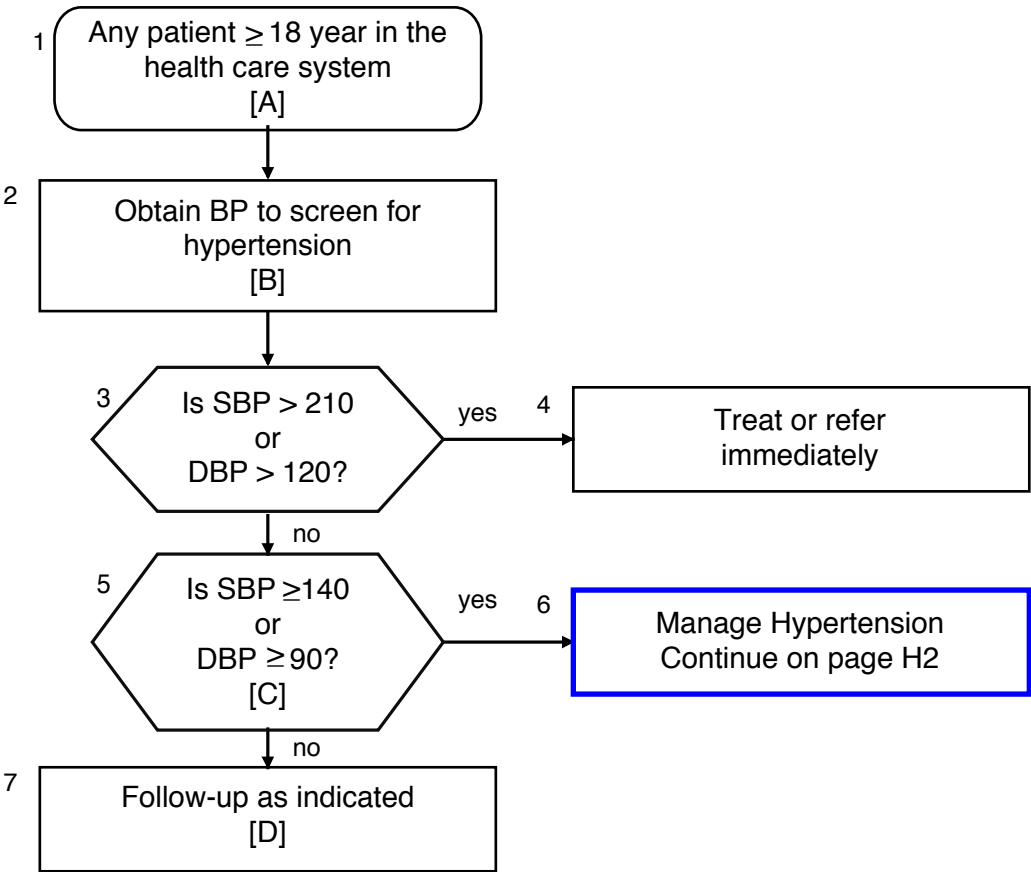 1
Any patient ≥ 18 year in the
health care system
[A]
2
Obtain BP to screen for
hypertension
[B]
3
Is SBP > 210
or
DBP > 120?
yes
4
Treat or refer
immediately
no
5
Is SBP ≥140
or
DBP ≥ 90?
[C]
yes
6
Manage Hypertension
Continue on page H2
no
7
Follow-up as indicated
[D]